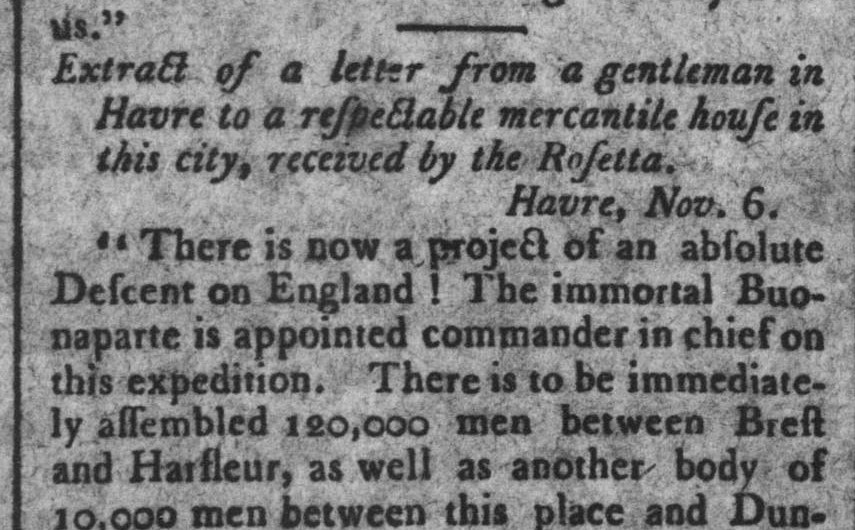 us.”
Extract of a letter from a gentleman in
Havre to a reſpectable mercantile houſe in
this city, received by the Roſetta.
Havre, Nov. 6.
“ There is now a project of an abſolute
Deſcent on England ! The immortal Buo-
naparte is appointed commander in chief on
this expedition. There is to be immediate-
ly aſſembled 120,000 men between Breſt
and Harfleur, as well as another body of
10,000 men between this place and Dun-